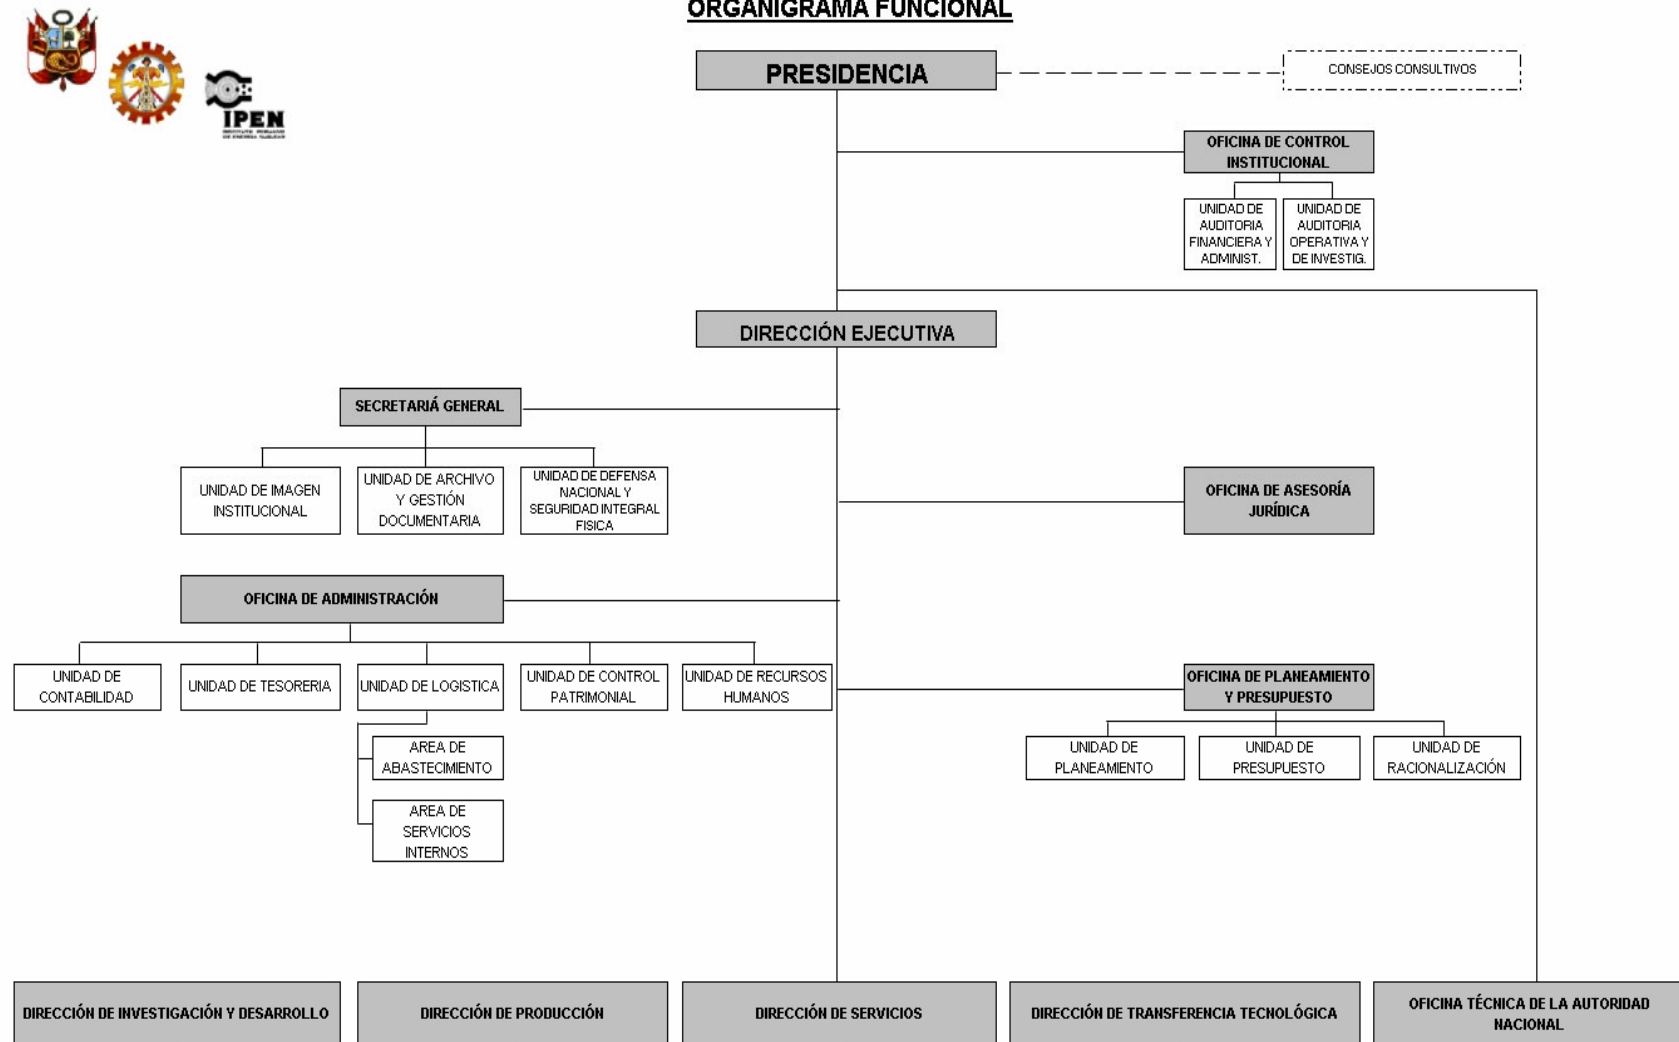 ORGANIGRAMA FUNCIONAL
IPEN
PRESIDENCIA
CONSEJOS CONSULTIVOS
OFICINA DE CONTROL
INSTITUCIONAL
UNIDAD DE
AUDITORIA
FINANCIERA Y
ADMINIST.
UNIDAD DE
AUDITORIA
OPERATIVA Y
DE INVESTIG.
DIRECCIÓN EJECUTIVA
SECRETARIÁ GENERAL
UNIDAD DE IMAGEN
INSTITUCIONAL
UNIDAD DE ARCHIVO
Y GESTIÓN
DOCUMENTARIA
UNIDAD DE DEFENSA
NACIONAL Y
SEGURIDAD INTEGRAL
FISICA
OFICINA DE ASESORÍA
JURÍDICA
OFICINA DE ADMINISTRACIÓN
UNIDAD DE
CONTABILIDAD
UNIDAD DE TESORERIA
UNIDAD DE LOGISTICA
UNIDAD DE CONTROL
PATRIMONIAL
UNIDAD DE RECURSOS
HUMANOS
OFICINA DE PLANEAMIENTO
Y PRESUPUESTO
AREA DE
ABASTECIMIENTO
AREA DE
SERVICIOS
INTERNOS
UNIDAD DE
PLANEAMIENTO
UNIDAD DE
PRESUPUESTO
UNIDAD DE
RACIONALIZACIÓN
DIRECCIÓN DE INVESTIGACIÓN Y DESARROLLO
DIRECCIÓN DE PRODUCCIÓN
DIRECCIÓN DE SERVICIOS
DIRECCIÓN DE TRANSFERENCIA TECNOLÓGICA
OFICINA TÉCNICA DE LA AUTORIDAD
NACIONAL